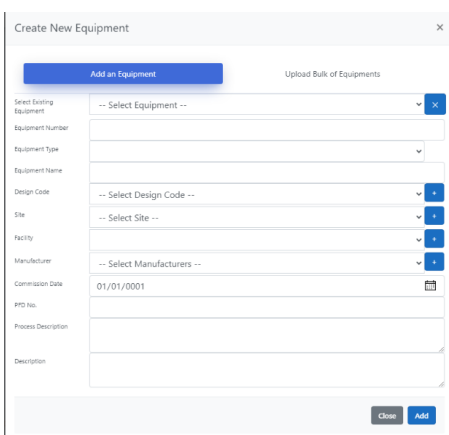 Create New Equipment ×
Add an Equipment Upload Bulk of Equipments
Select Existing
Equipment
-- Select Equipment -- ×
Equipment Number
Equipment Type
Equipment Name
Design Code -- Select Design Code -- +
Site -- Select Site -- +
Facility +
Manufacturer -- Select Manufacturers -- +
Commission Date 01/01/0001
PFD No.
Process Description
Description
Close Add